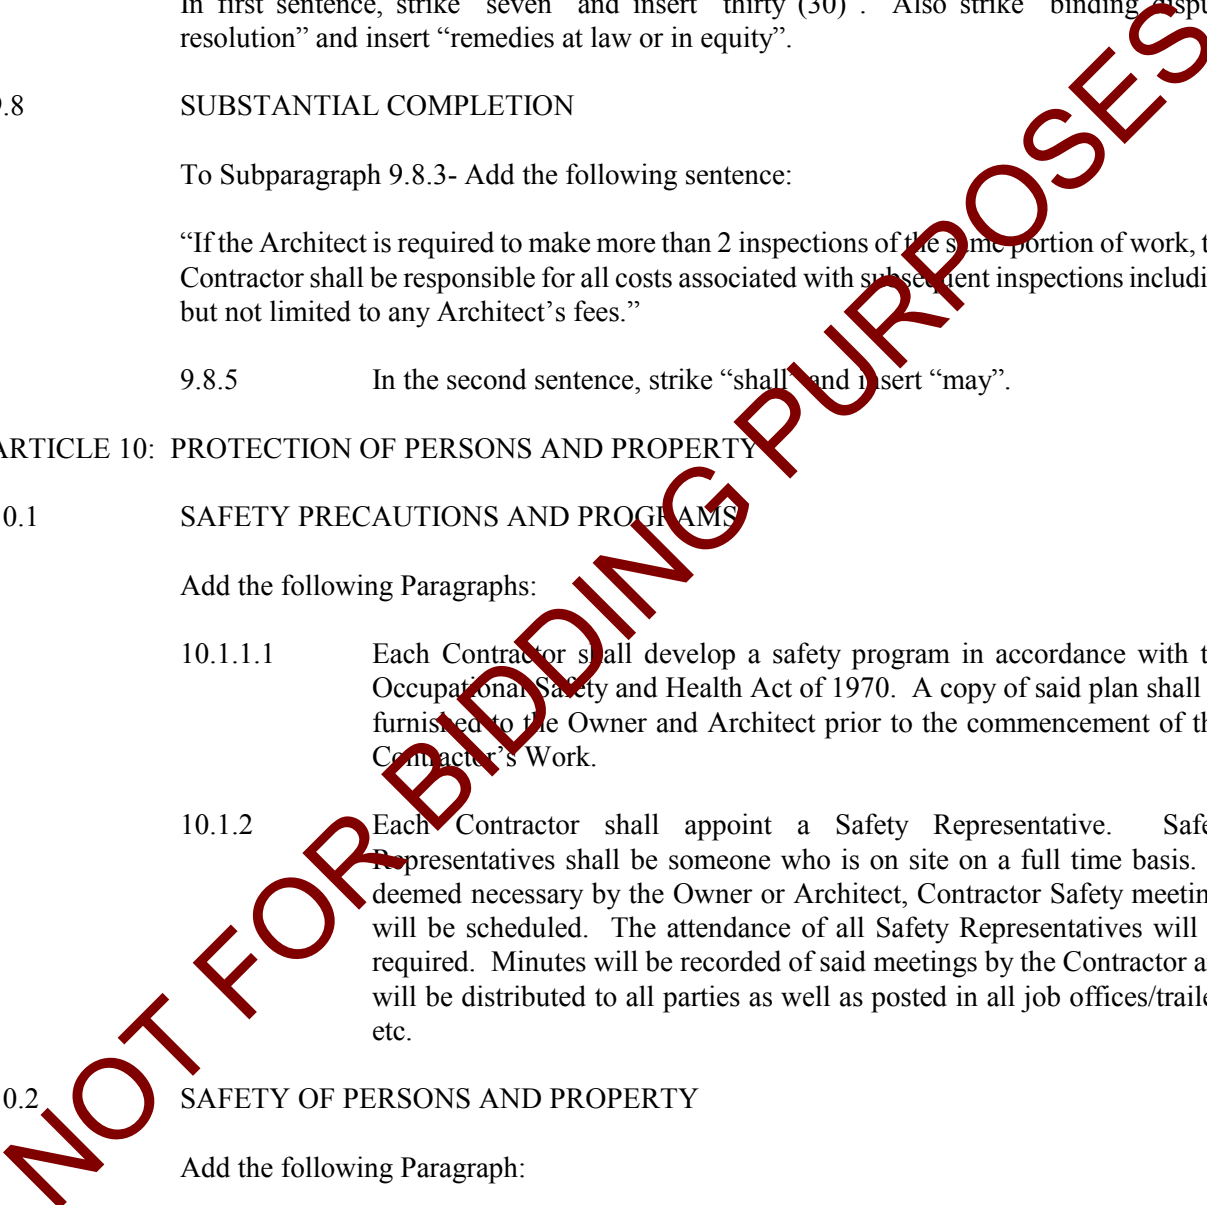 In first sentence, strike “seven” and insert “thirty (30)”. Also strike “binding
resolution” and insert “remedies at law or in equity”.
9.8 SUBSTANTIAL COMPLETION
To Subparagraph 9.8.3- Add the following sentence:
“If the Architect is required to make more than 2 inspections of the same portion of work,
Contractor shall be responsible for all costs associated with subsequent inspections
but not limited to any Architect’s fees.”
9.8.5 In the second sentence, strike “shall” and insert “may”.
ARTICLE 10: PROTECTION OF PERSONS AND PROPERTY
0.1 SAFETY PRECAUTIONS AND PROGRAMS
Add the following Paragraphs:
10.1.1.1 Each Contractor shall develop a safety program in accordance with
Occupational Safety and Health Act of 1970. A copy of said plan shall
furnished to the Owner and Architect prior to the commencement of
Contractor’s Work.
10.1.2 Each Contractor shall appoint a Safety Representative.
Representatives shall be someone who is on site on a full time basis.
deemed necessary by the Owner or Architect, Contractor Safety
will be scheduled. The attendance of all Safety Representatives will
required. Minutes will be recorded of said meetings by the Contractor
will be distributed to all parties as well as posted in all job
etc.
0.2 SAFETY OF PERSONS AND PROPERTY
Add the following Paragraph:
NOT FOR BIDDING PURPOSES